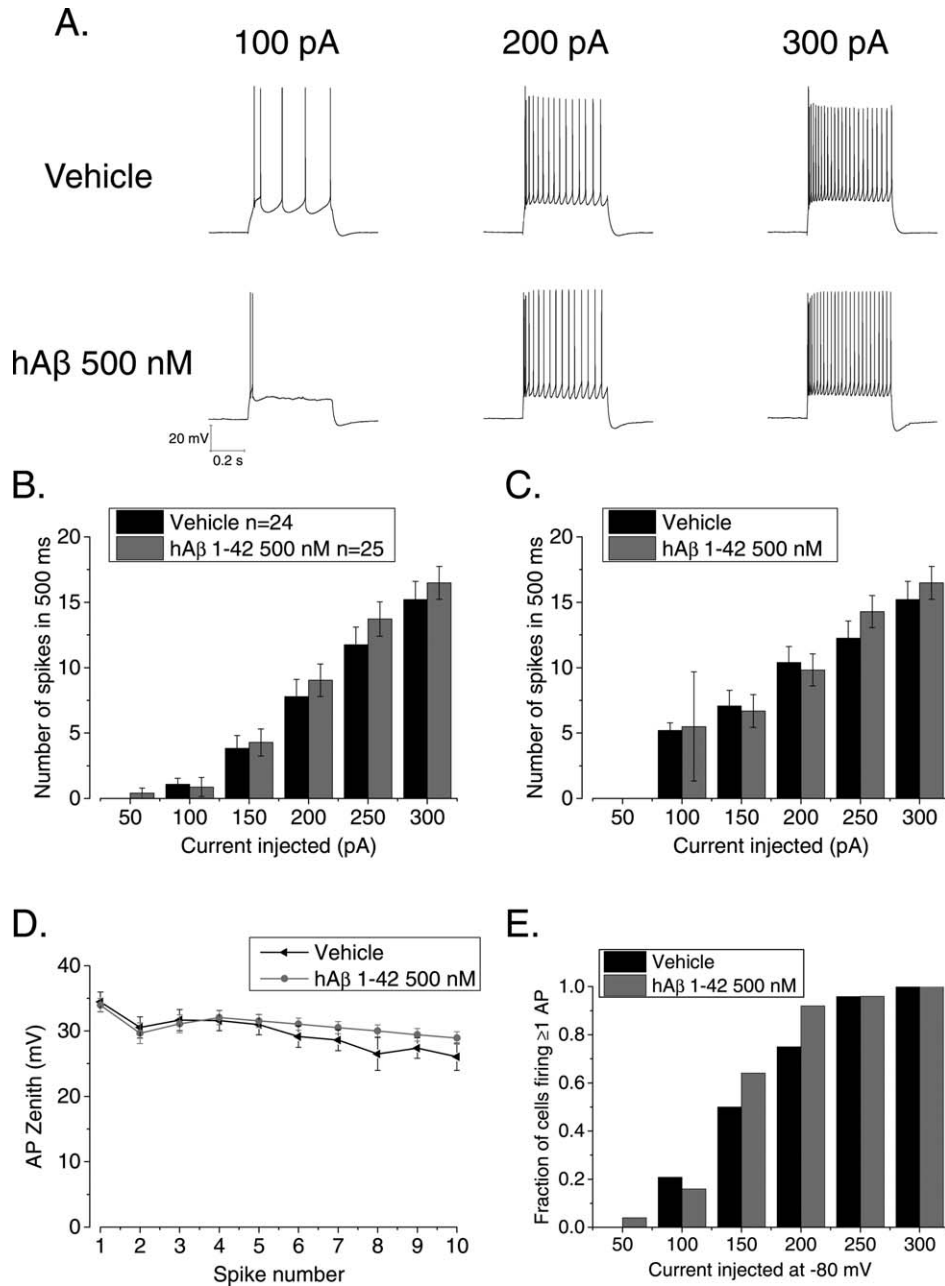 A.
100 pA 200 pA 300 pA
Vehicle
hAβ 500 nM
20 mV
0.2 s
B.
Vehicle n=24
hAβ 1-42 500 nM n=25
Number of spikes in 500 ms
20
15
10
5
0
50 100 150 200 250 300
Current injected (pA)
C.
Vehicle
hAβ 1-42 500 nM
Number of spikes in 500 ms
20
15
10
5
0
50 100 150 200 250 300
Current injected (pA)
D.
Vehicle
hAβ 1-42 500 nM
AP Zenith (mV)
40
30
20
10
0
1 2 3 4 5 6 7 8 9 10
Spike number
E.
Vehicle
hAβ 1-42 500 nM
Fraction of cells firing ≥1 AP
1.0
0.8
0.6
0.4
0.2
0.0
50 100 150 200 250 300
Current injected at -80 mV